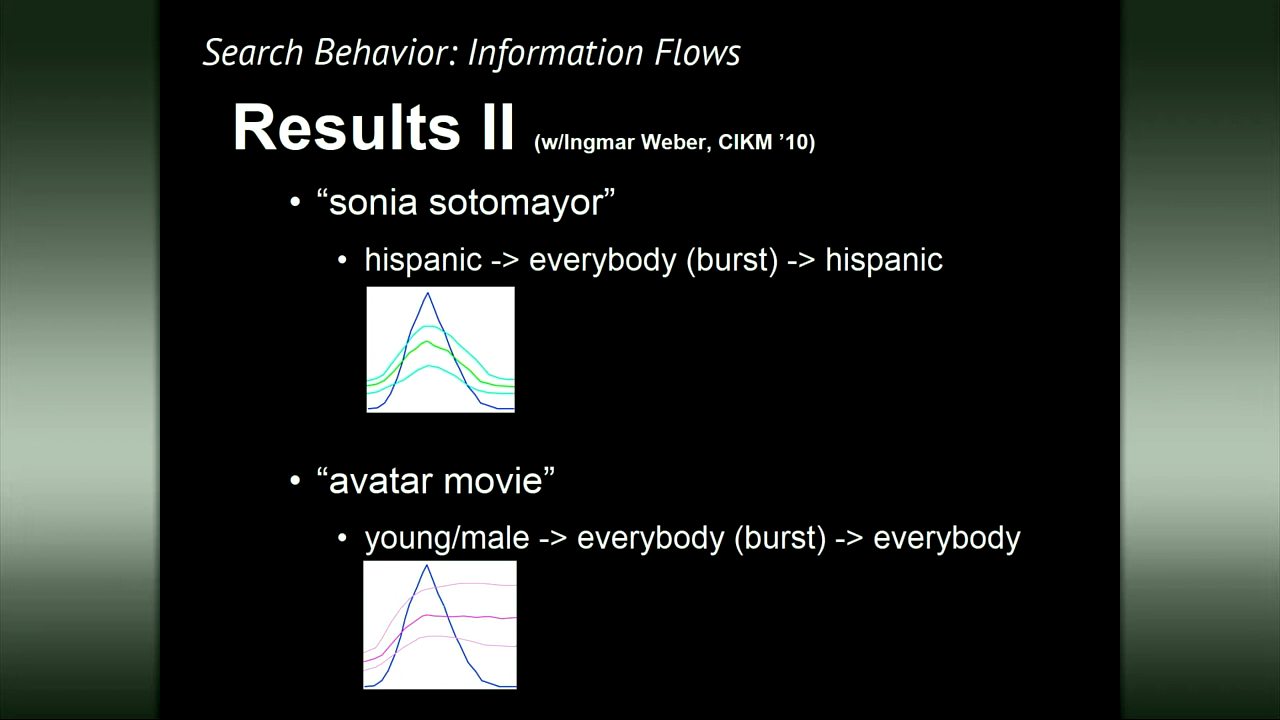 Search Behavior: Information Flows
Results II (w/Ingmar Weber, CIKM ’10)
• “sonia sotomayor”
• hispanic -> everybody (burst) -> hispanic
• “avatar movie”
• young/male -> everybody (burst) -> everybody